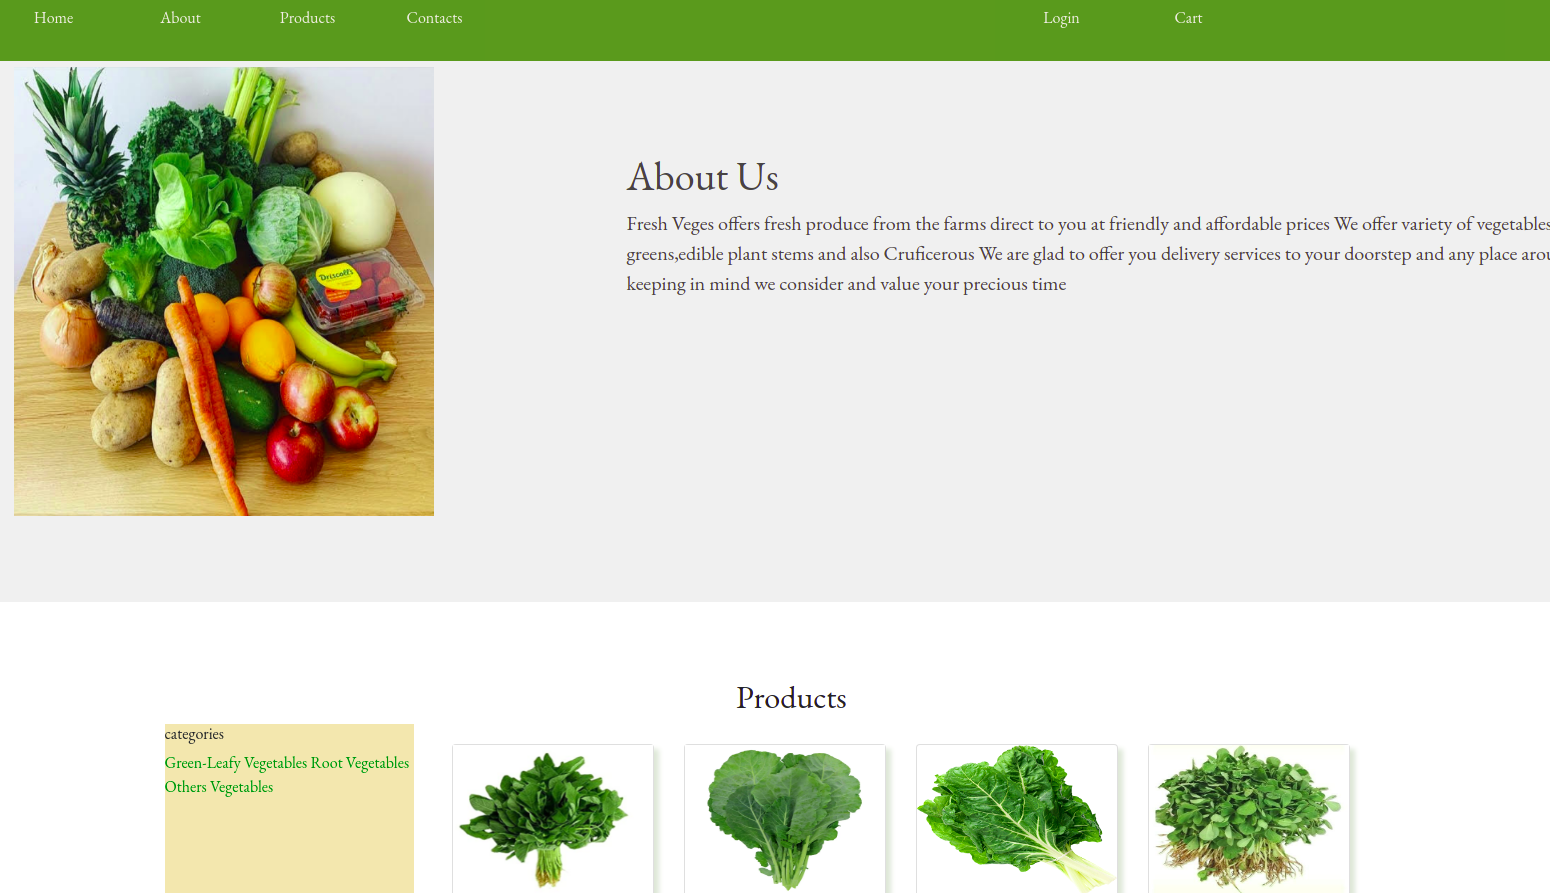 Home About Products Contacts Login Cart
Driscoll's
About Us
Fresh Veges offers fresh produce from the farms direct to you at friendly and affordable prices We offer variety of vegetables
greens,edible plant stems and also Cruficerous We are glad to offer you delivery services to your doorstep and any place
keeping in mind we consider and value your precious time
Products
categories
Green-Leafy Vegetables Root Vegetables
Others Vegetables